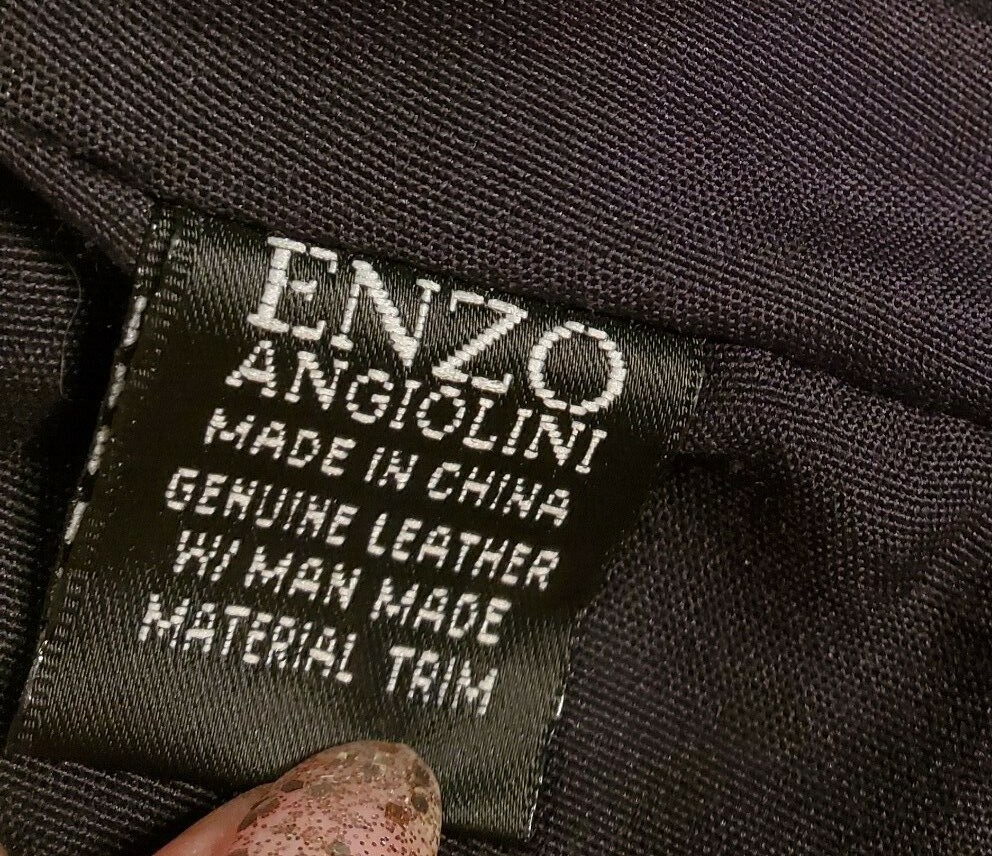 ENZO
ANGIOLINI
MADE IN CHINA
GENUINE LEATHER
W/ MAN MADE
MATERIAL TRIM